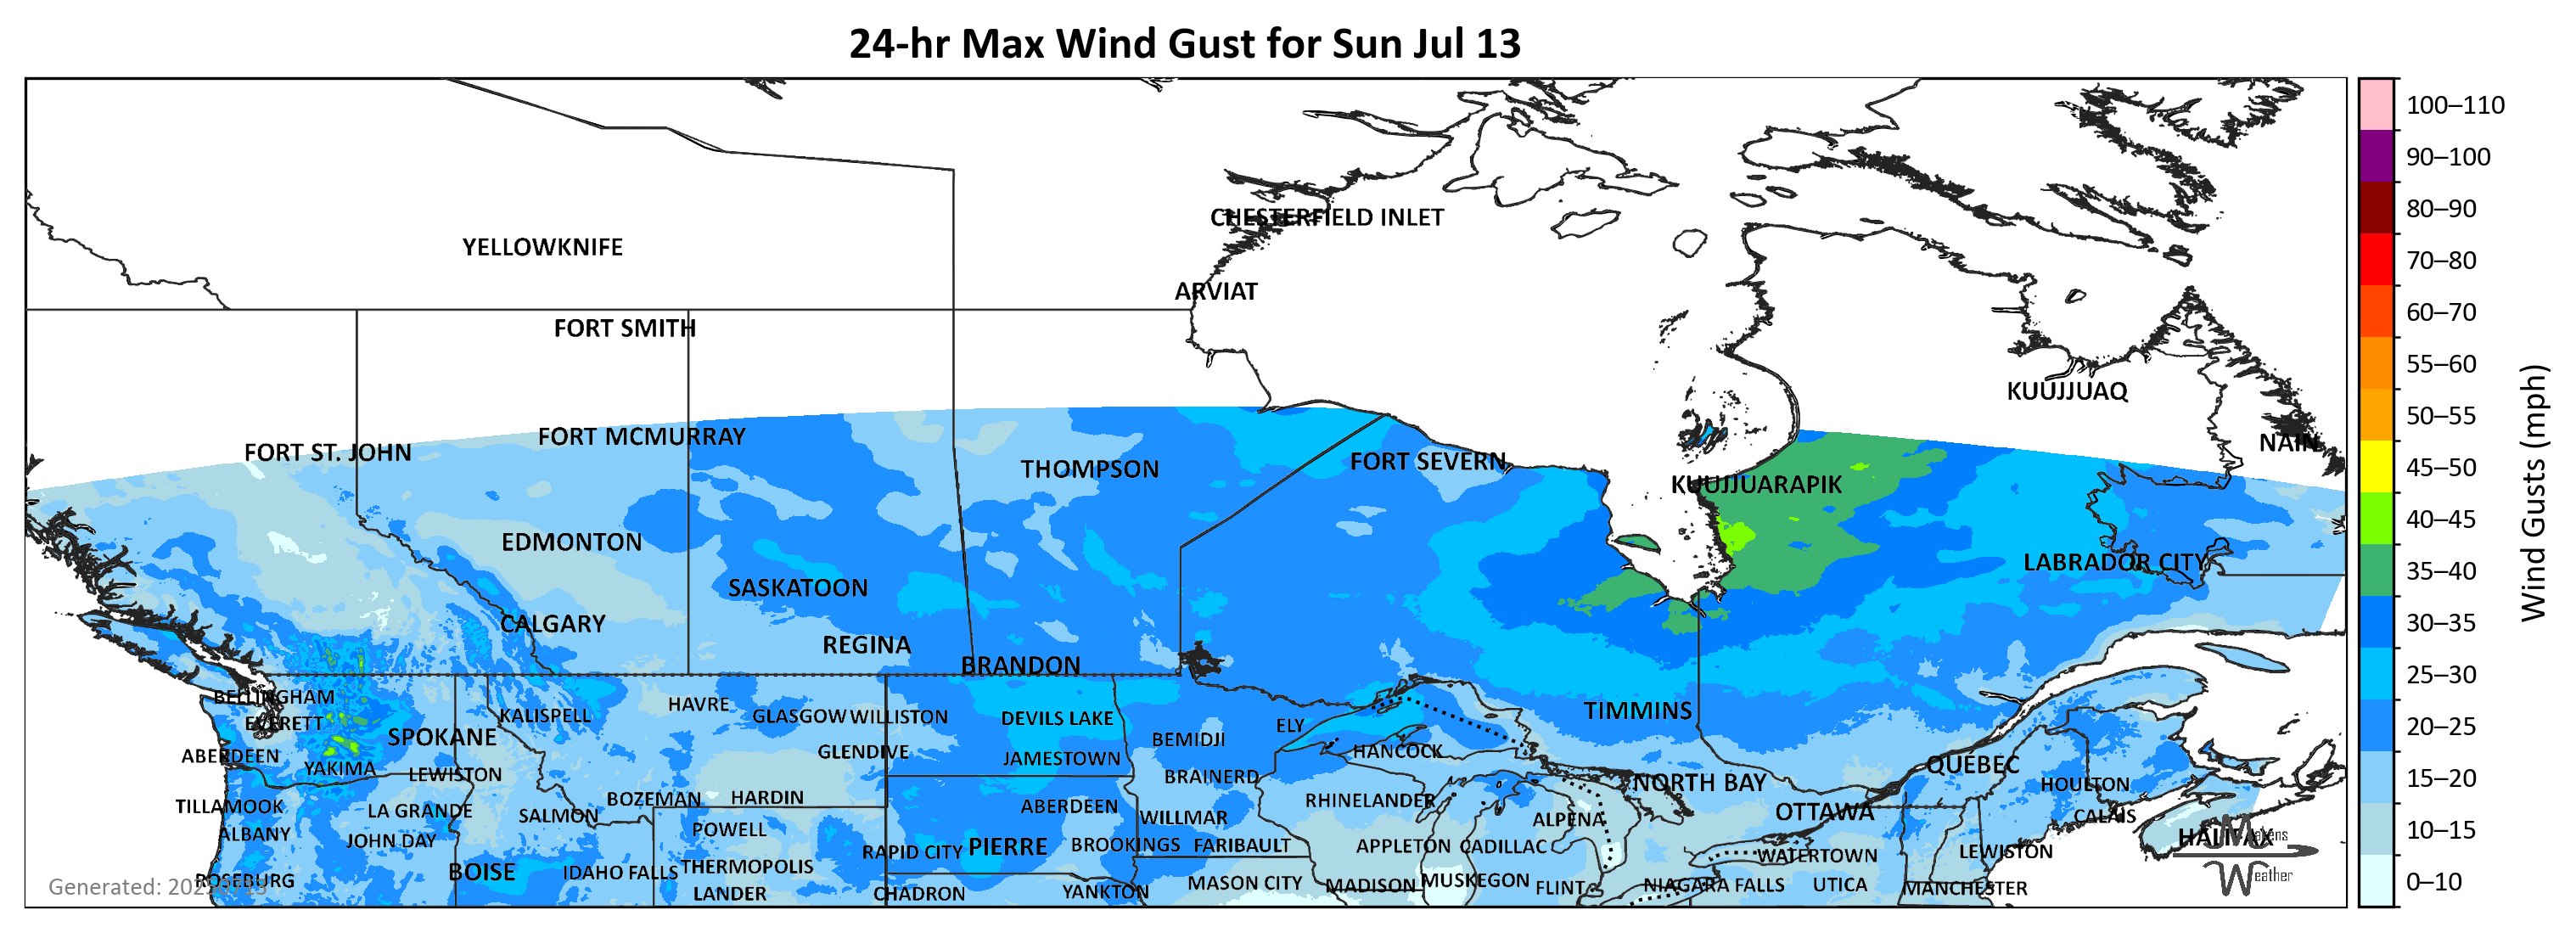 24-hr Max Wind Gust for Sun Jul 13
100–110
90–100
80–90
70–80
60–70
55–60
50–55
45–50
40–45
35–40
30–35
25–30
20–25
15–20
10–15
0–10
Wind Gusts (mph)
CHESTERFIELD INLET
YELLOWKNIFE
ARVIAT
FORT SMITH
KUUJJUAQ
FORT MCMURRAY
NAIN
FORT ST. JOHN
FORT SEVERN
THOMPSON
KUUJJUARAPIK
EDMONTON
LABRADOR CITY
SASKATOON
CALGARY
REGINA
BRANDON
BELLINGHAM
HAVRE
TIMMINS
KALISPELL
GLASGOW
WILLISTON
DEVILS LAKE
EVERETT
ELY
SPOKANE
BEMIDJI
HANCOCK
GLENDIVE
ABERDEEN
JAMESTOWN
QUÉBEC
YAKIMA
LEWISTON
BRAINERD
NORTH BAY
HOULTON
BOZEMAN
HARDIN
RHINELANDER
TILLAMOOK
ABERDEEN
LA GRANDE
OTTAWA
SALMON
WILLMAR
CALAIS
ALPENA
POWELL
ALBANY
HALIFAX
Makens
JOHN DAY
PIERRE
BROOKINGS
FARIBAULT
APPLETON
CADILLAC
RAPID CITY
LEWISTON
WATERTOWN
THERMOPOLIS
BOISE
IDAHO FALLS
Weather
ROSEBURG
MUSKEGON
MASON CITY
MADISON
NIAGARA FALLS
UTICA
Generated:
FLINT
MANCHESTER
YANKTON
LANDER
CHADRON